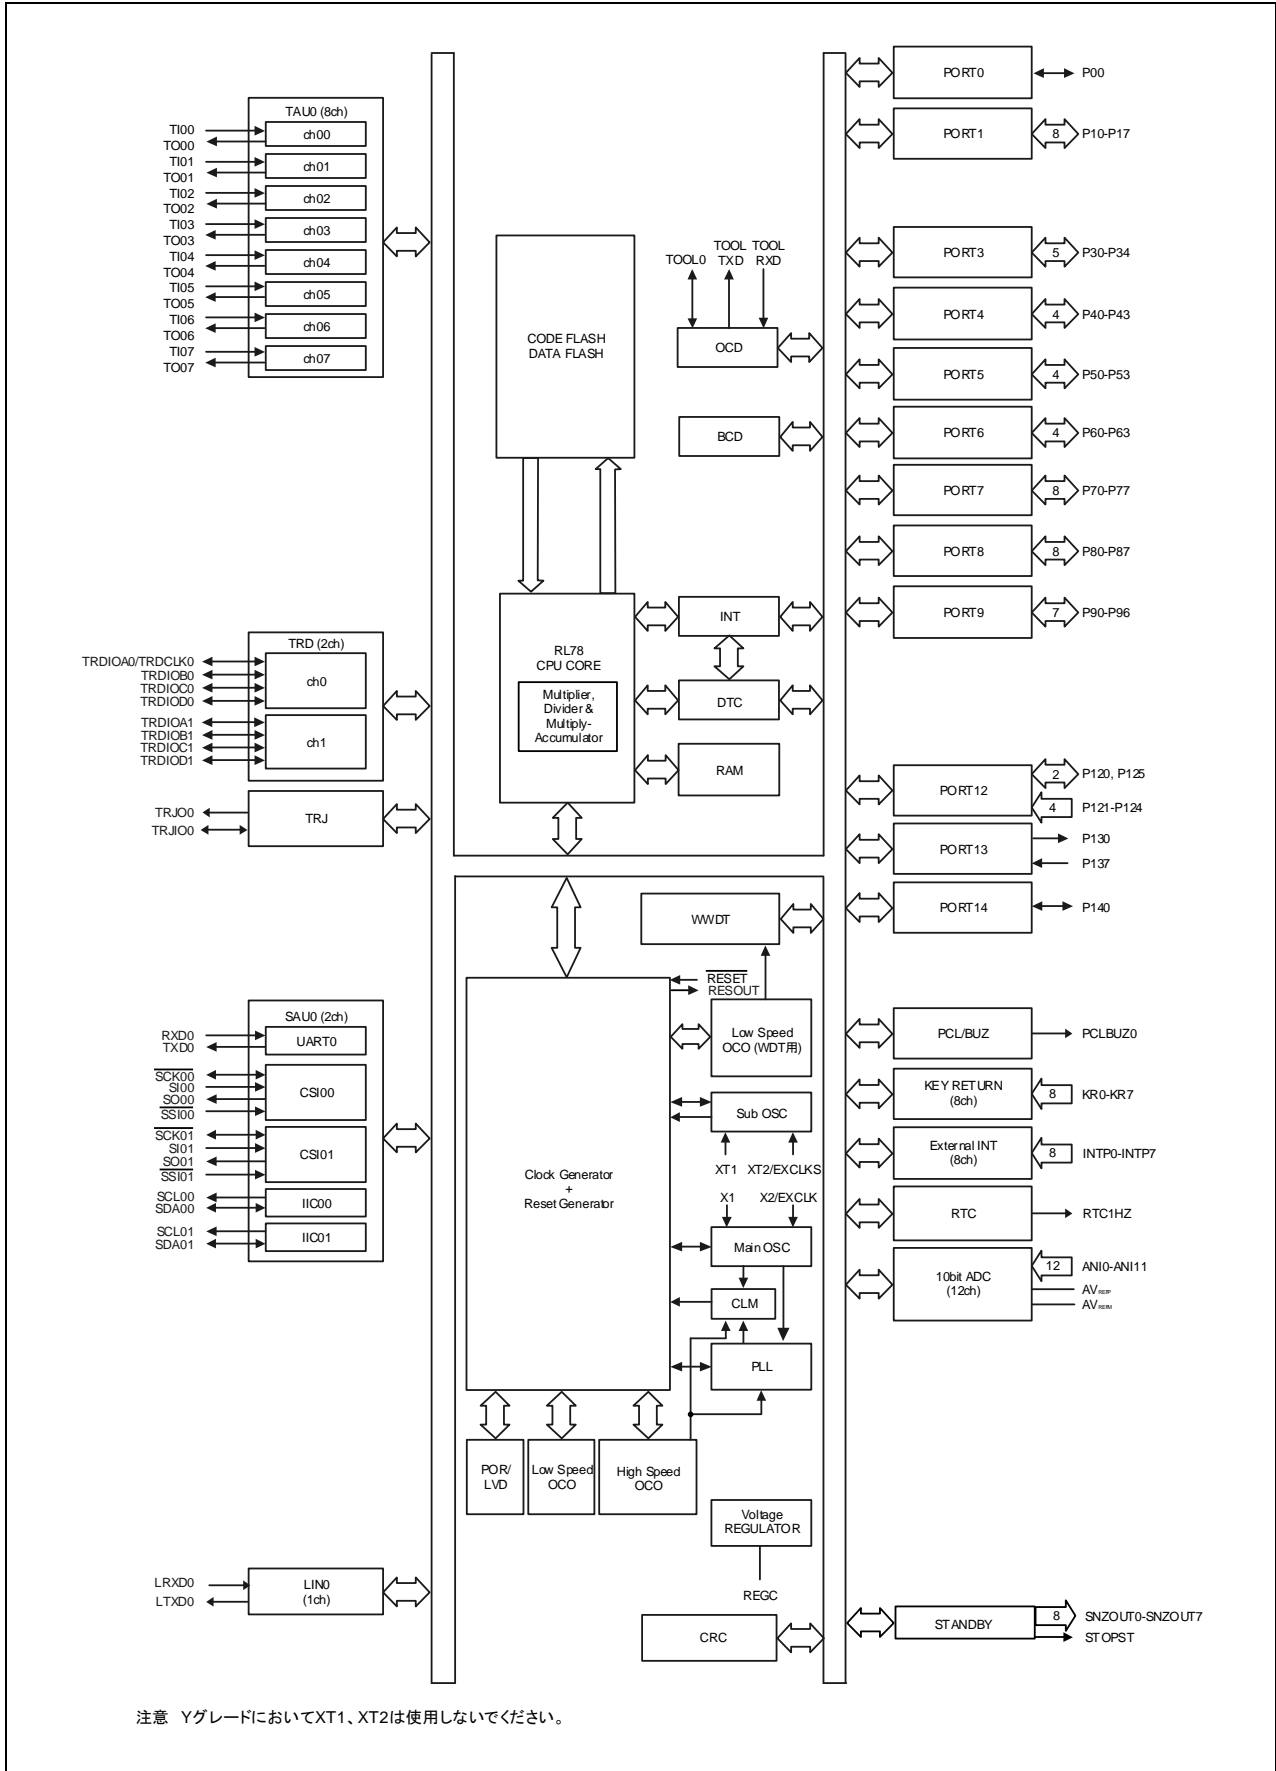 TAU0 (8ch)
TI00
TO00
ch00
TI01
TO01
ch01
TI02
TO02
ch02
TI03
TO03
ch03
TI04
TO04
ch04
TI05
TO05
ch05
TI06
TO06
ch06
TI07
TO07
ch07
TRD (2ch)
TRDIOA0/TRDCLK0
TRDIOB0
TRDIOC0
TRDIOD0
ch0
TRDIOA1
TRDIOB1
TRDIOC1
TRDIOD1
ch1
TRJO0
TRJIO0
TRJ
SAU0 (2ch)
RXD0
TXD0
UART0
SCK00
SI00
SO00
SSI00
CSI00
SCK01
SI01
SO01
SSI01
CSI01
SCL00
SDA00
IIC00
SCL01
SDA01
IIC01
LRXD0
LTXD0
LIN0
(1ch)
CODE FLASH
DATA FLASH
TOOL0
TOOL
TXD
TOOL
RXD
OCD
BCD
RL78
CPU CORE
Multiplier,
Divider &
Multiply-
Accumulator
INT
DTC
RAM
WWDT
RESET
RESOUT
Low Speed
OCO (WDT用)
Sub OSC
XT1
XT2/EXCLKS
X1
X2/EXCLK
Main OSC
CLM
PLL
Clock Generator
+
Reset Generator
POR/
LVD
Low Speed
OCO
High Speed
OCO
Voltage
REGULATOR
REGC
CRC
PORT0
P00
PORT1
8
P10-P17
PORT3
5
P30-P34
PORT4
4
P40-P43
PORT5
4
P50-P53
PORT6
4
P60-P63
PORT7
8
P70-P77
PORT8
8
P80-P87
PORT9
7
P90-P96
PORT12
2
P120, P125
4
P121-P124
PORT13
P130
P137
PORT14
P140
PCL/BUZ
PCLBUZ0
KEY RETURN
(8ch)
8
KR0-KR7
External INT
(8ch)
8
INTP0-INTP7
RTC
RTC1HZ
10bit ADC
(12ch)
12
ANI0-ANI11
AVREFP
AVREFM
STANDBY
8
SNZOUT0-SNZOUT7
STOPST
注意 YグレードにおいてXT1、XT2は使用しないでください。